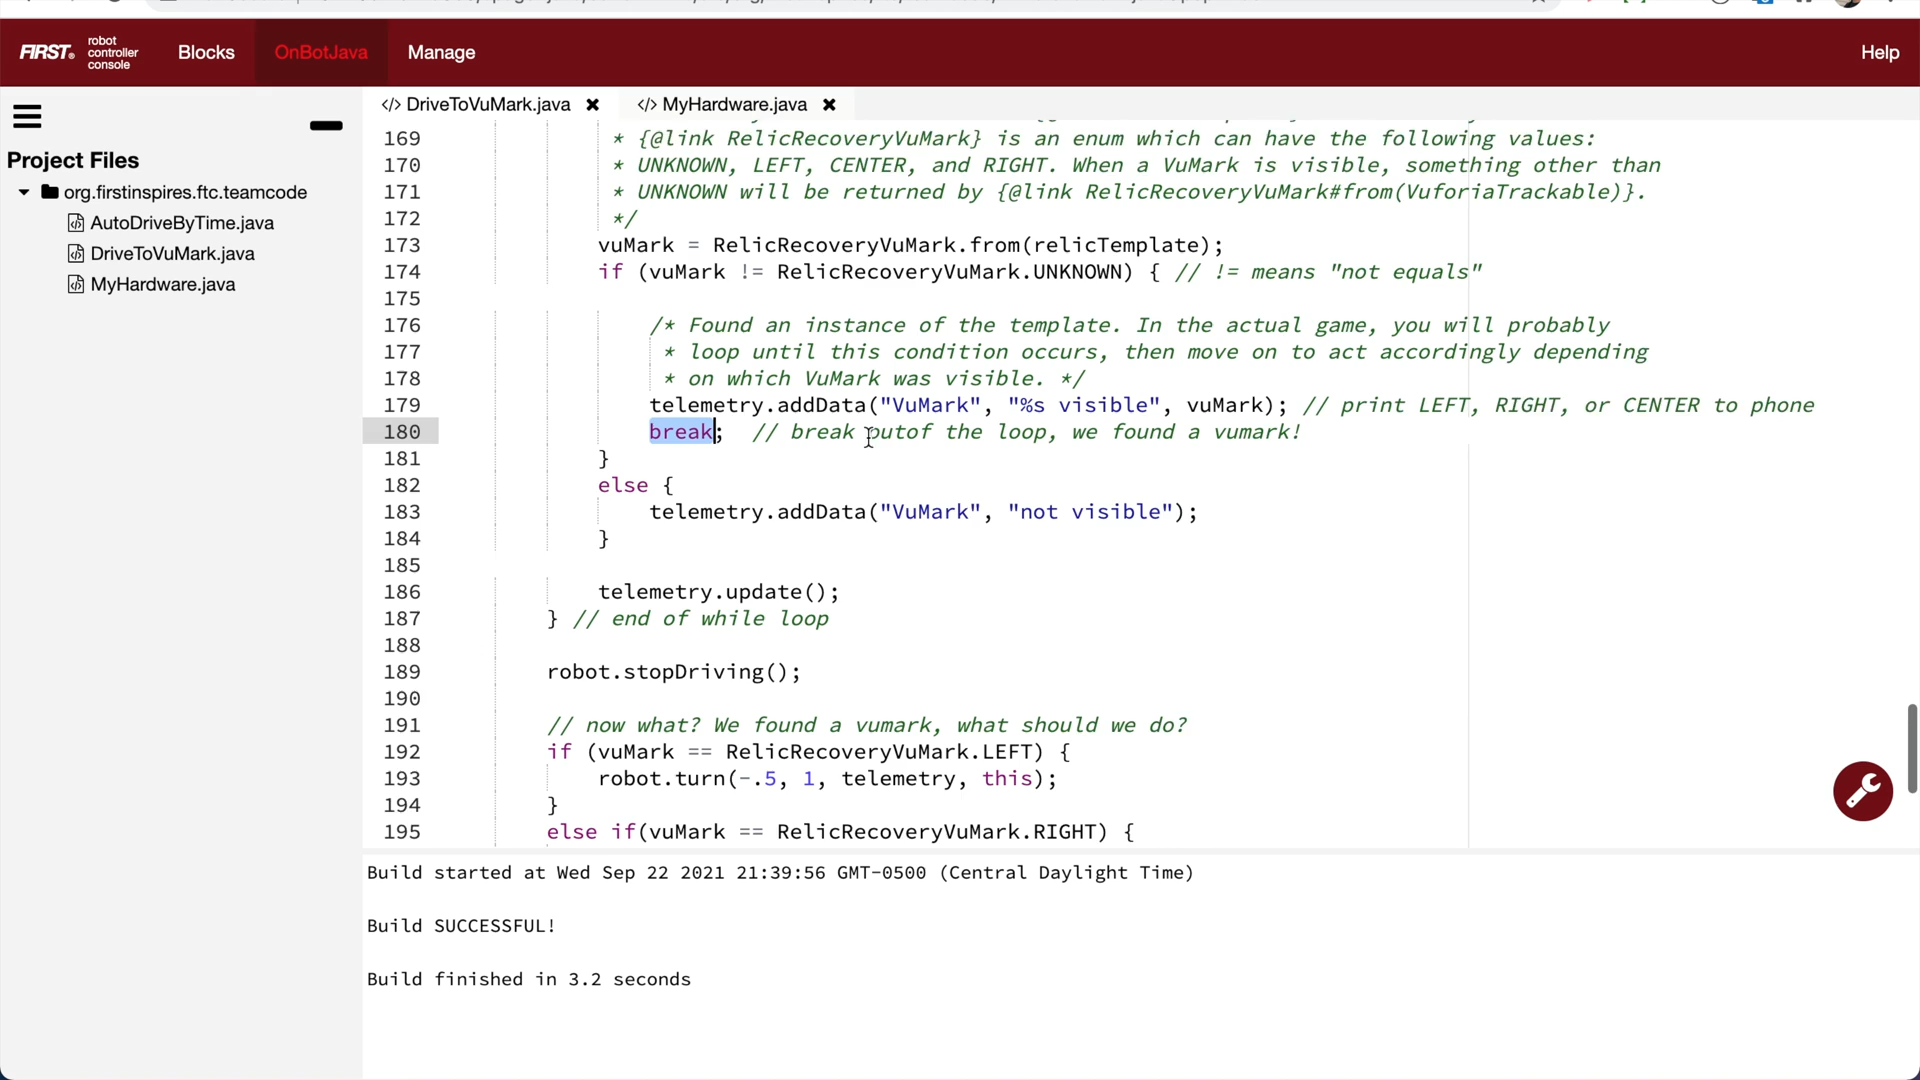 FIRST. robot controller console Blocks OnBotJava Manage Help
</> DriveToVuMark.java ✖ </> MyHardware.java ✖
Project Files
org.firstinspires.ftc.teamcode
AutoDriveByTime.java
DriveToVuMark.java
MyHardware.java
169 * {@link RelicRecoveryVuMark} is an enum which can have the following values:
170 * UNKNOWN, LEFT, CENTER, and RIGHT. When a VuMark is visible, something other than
171 * UNKNOWN will be returned by {@link RelicRecoveryVuMark#from(VuforiaTrackable)}.
172 */
173 vuMark = RelicRecoveryVuMark.from(relicTemplate);
174 if (vuMark != RelicRecoveryVuMark.UNKNOWN) { // != means "not equals"
175
176 /* Found an instance of the template. In the actual game, you will probably
177 * loop until this condition occurs, then move on to act accordingly depending
178 * on which VuMark was visible. */
179 telemetry.addData("VuMark", "%s visible", vuMark); // print LEFT, RIGHT, or CENTER to phone
180 break; // break outof the loop, we found a vumark!
181 }
182 else {
183 telemetry.addData("VuMark", "not visible");
184 }
185
186 telemetry.update();
187 } // end of while loop
188
189 robot.stopDriving();
190
191 // now what? We found a vumark, what should we do?
192 if (vuMark == RelicRecoveryVuMark.LEFT) {
193 robot.turn(-.5, 1, telemetry, this);
194 }
195 else if(vuMark == RelicRecoveryVuMark.RIGHT) {
Build started at Wed Sep 22 2021 21:39:56 GMT-0500 (Central Daylight Time)
Build SUCCESSFUL!
Build finished in 3.2 seconds